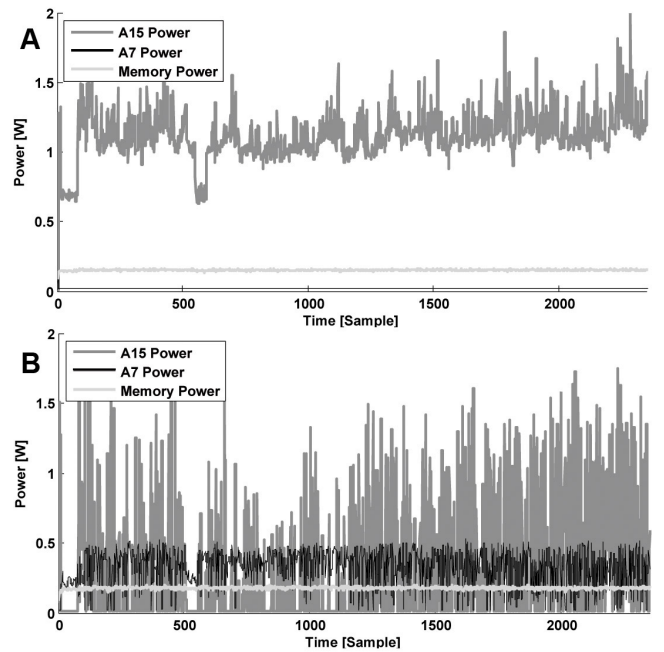 A
A15 Power
A7 Power
Memory Power
Power [W]
2
1.5
1
0.5
0
0
500
1000
1500
2000
Time [Sample]
B
A15 Power
A7 Power
Memory Power
Power [W]
2
1.5
1
0.5
0
0
500
1000
1500
2000
Time [Sample]